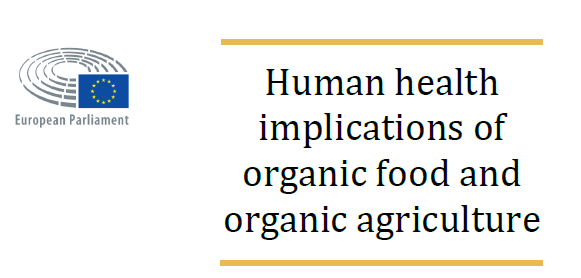 European Parliament
Human health
implications of
organic food and
organic agriculture